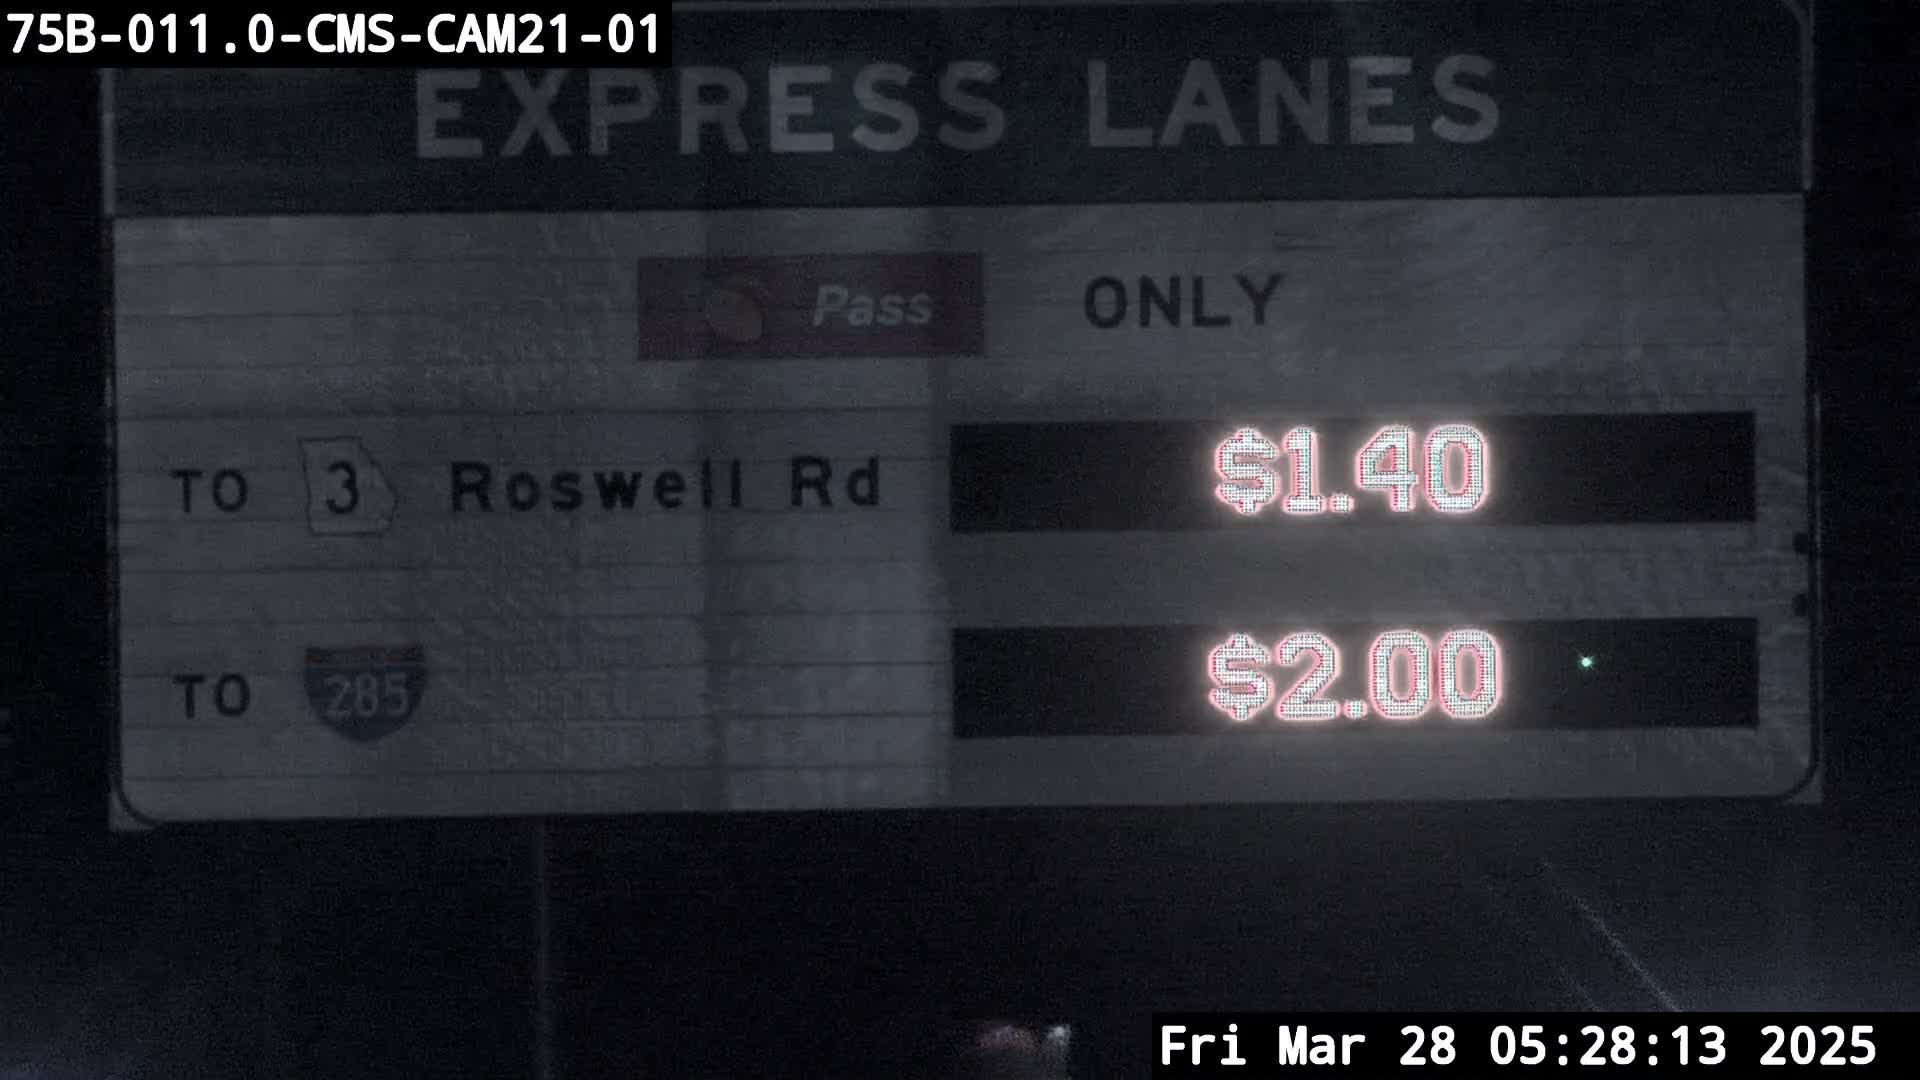 75B-011.0-CMS-CAM21-01
EXPRESS LANES
Pass ONLY
TO 3 Roswell Rd $1.40
TO 285 $2.00
Fri Mar 28 05:28:13 2025